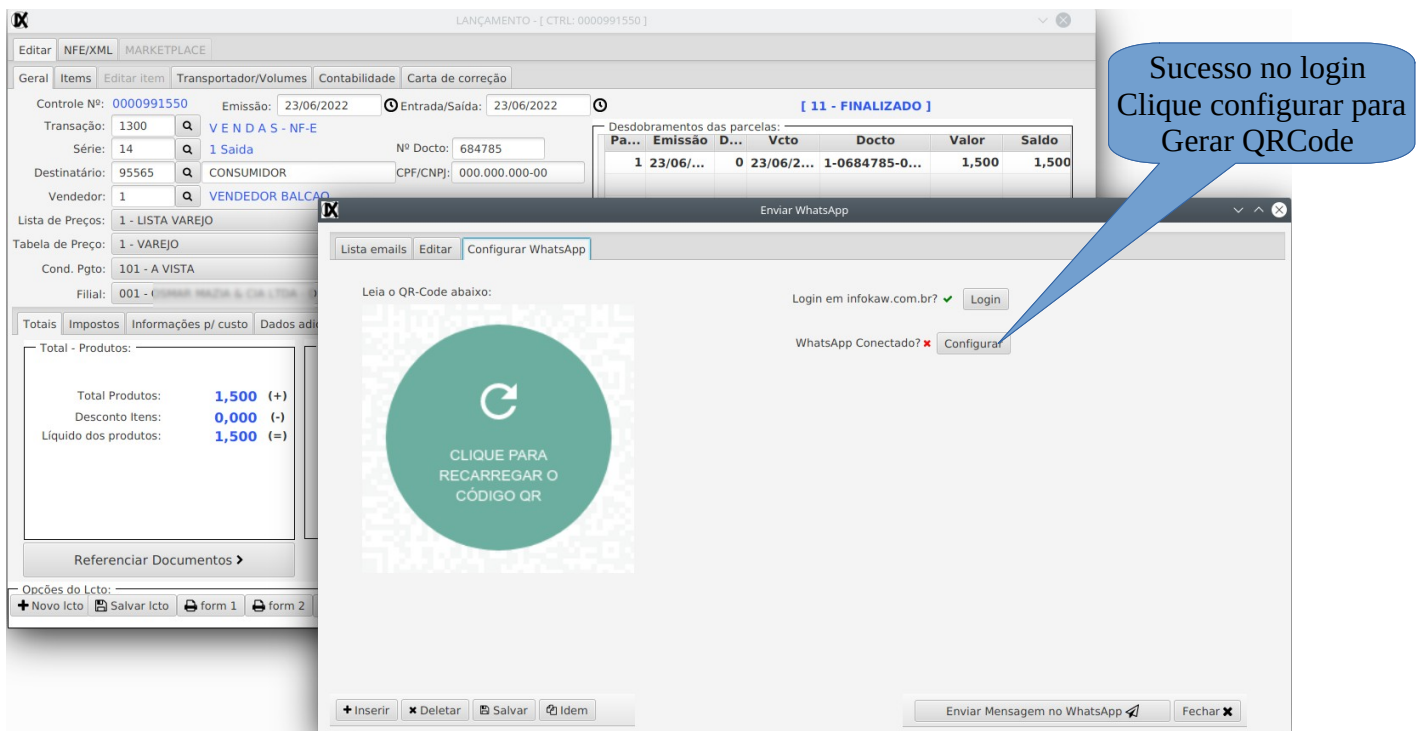 LANÇAMENTO - [ CTRL: 0000991550 ]
Editar NFE/XML MARKETPLACE
Geral Items Editar item Transportador/Volumes Contabilidade Carta de correção
Controle Nº: 0000991550 Emissão: 23/06/2022 Entrada/Saída: 23/06/2022 [ 11 - FINALIZADO ]
Transação: 1300 V E N D A S - NF-E
Série: 14 1 Saida Nº Docto: 684785
Destinatário: 95565 CONSUMIDOR CPF/CNPJ: 000.000.000-00
Vendedor: 1 VENDEDOR BALCAO
Lista de Preços: 1 - LISTA VAREJO
Tabela de Preço: 1 - VAREJO
Cond. Pgto: 101 - A VISTA
Filial: 001 -
Desdobramentos das parcelas:
Pa... Emissão D... Vcto Docto Valor Saldo
1 23/06/... 0 23/06/2... 1-0684785-0... 1,500 1,500
Totais Impostos Informações p/ custo Dados adi
Total - Produtos:
Total Produtos: 1,500 (+)
Desconto Itens: 0,000 (-)
Líquido dos produtos: 1,500 (=)
Referenciar Documentos
Opções do Lcto:
Novo lcto Salvar lcto form 1 form 2
Sucesso no login
Clique configurar para
Gerar QRCode
Enviar WhatsApp
Lista emails Editar Configurar WhatsApp
Leia o QR-Code abaixo:
CLIQUE PARA
RECARREGAR O
CÓDIGO QR
Login em infokaw.com.br? Login
WhatsApp Conectado? Configurar
Inserir Deletar Salvar Idem
Enviar Mensagem no WhatsApp Fechar